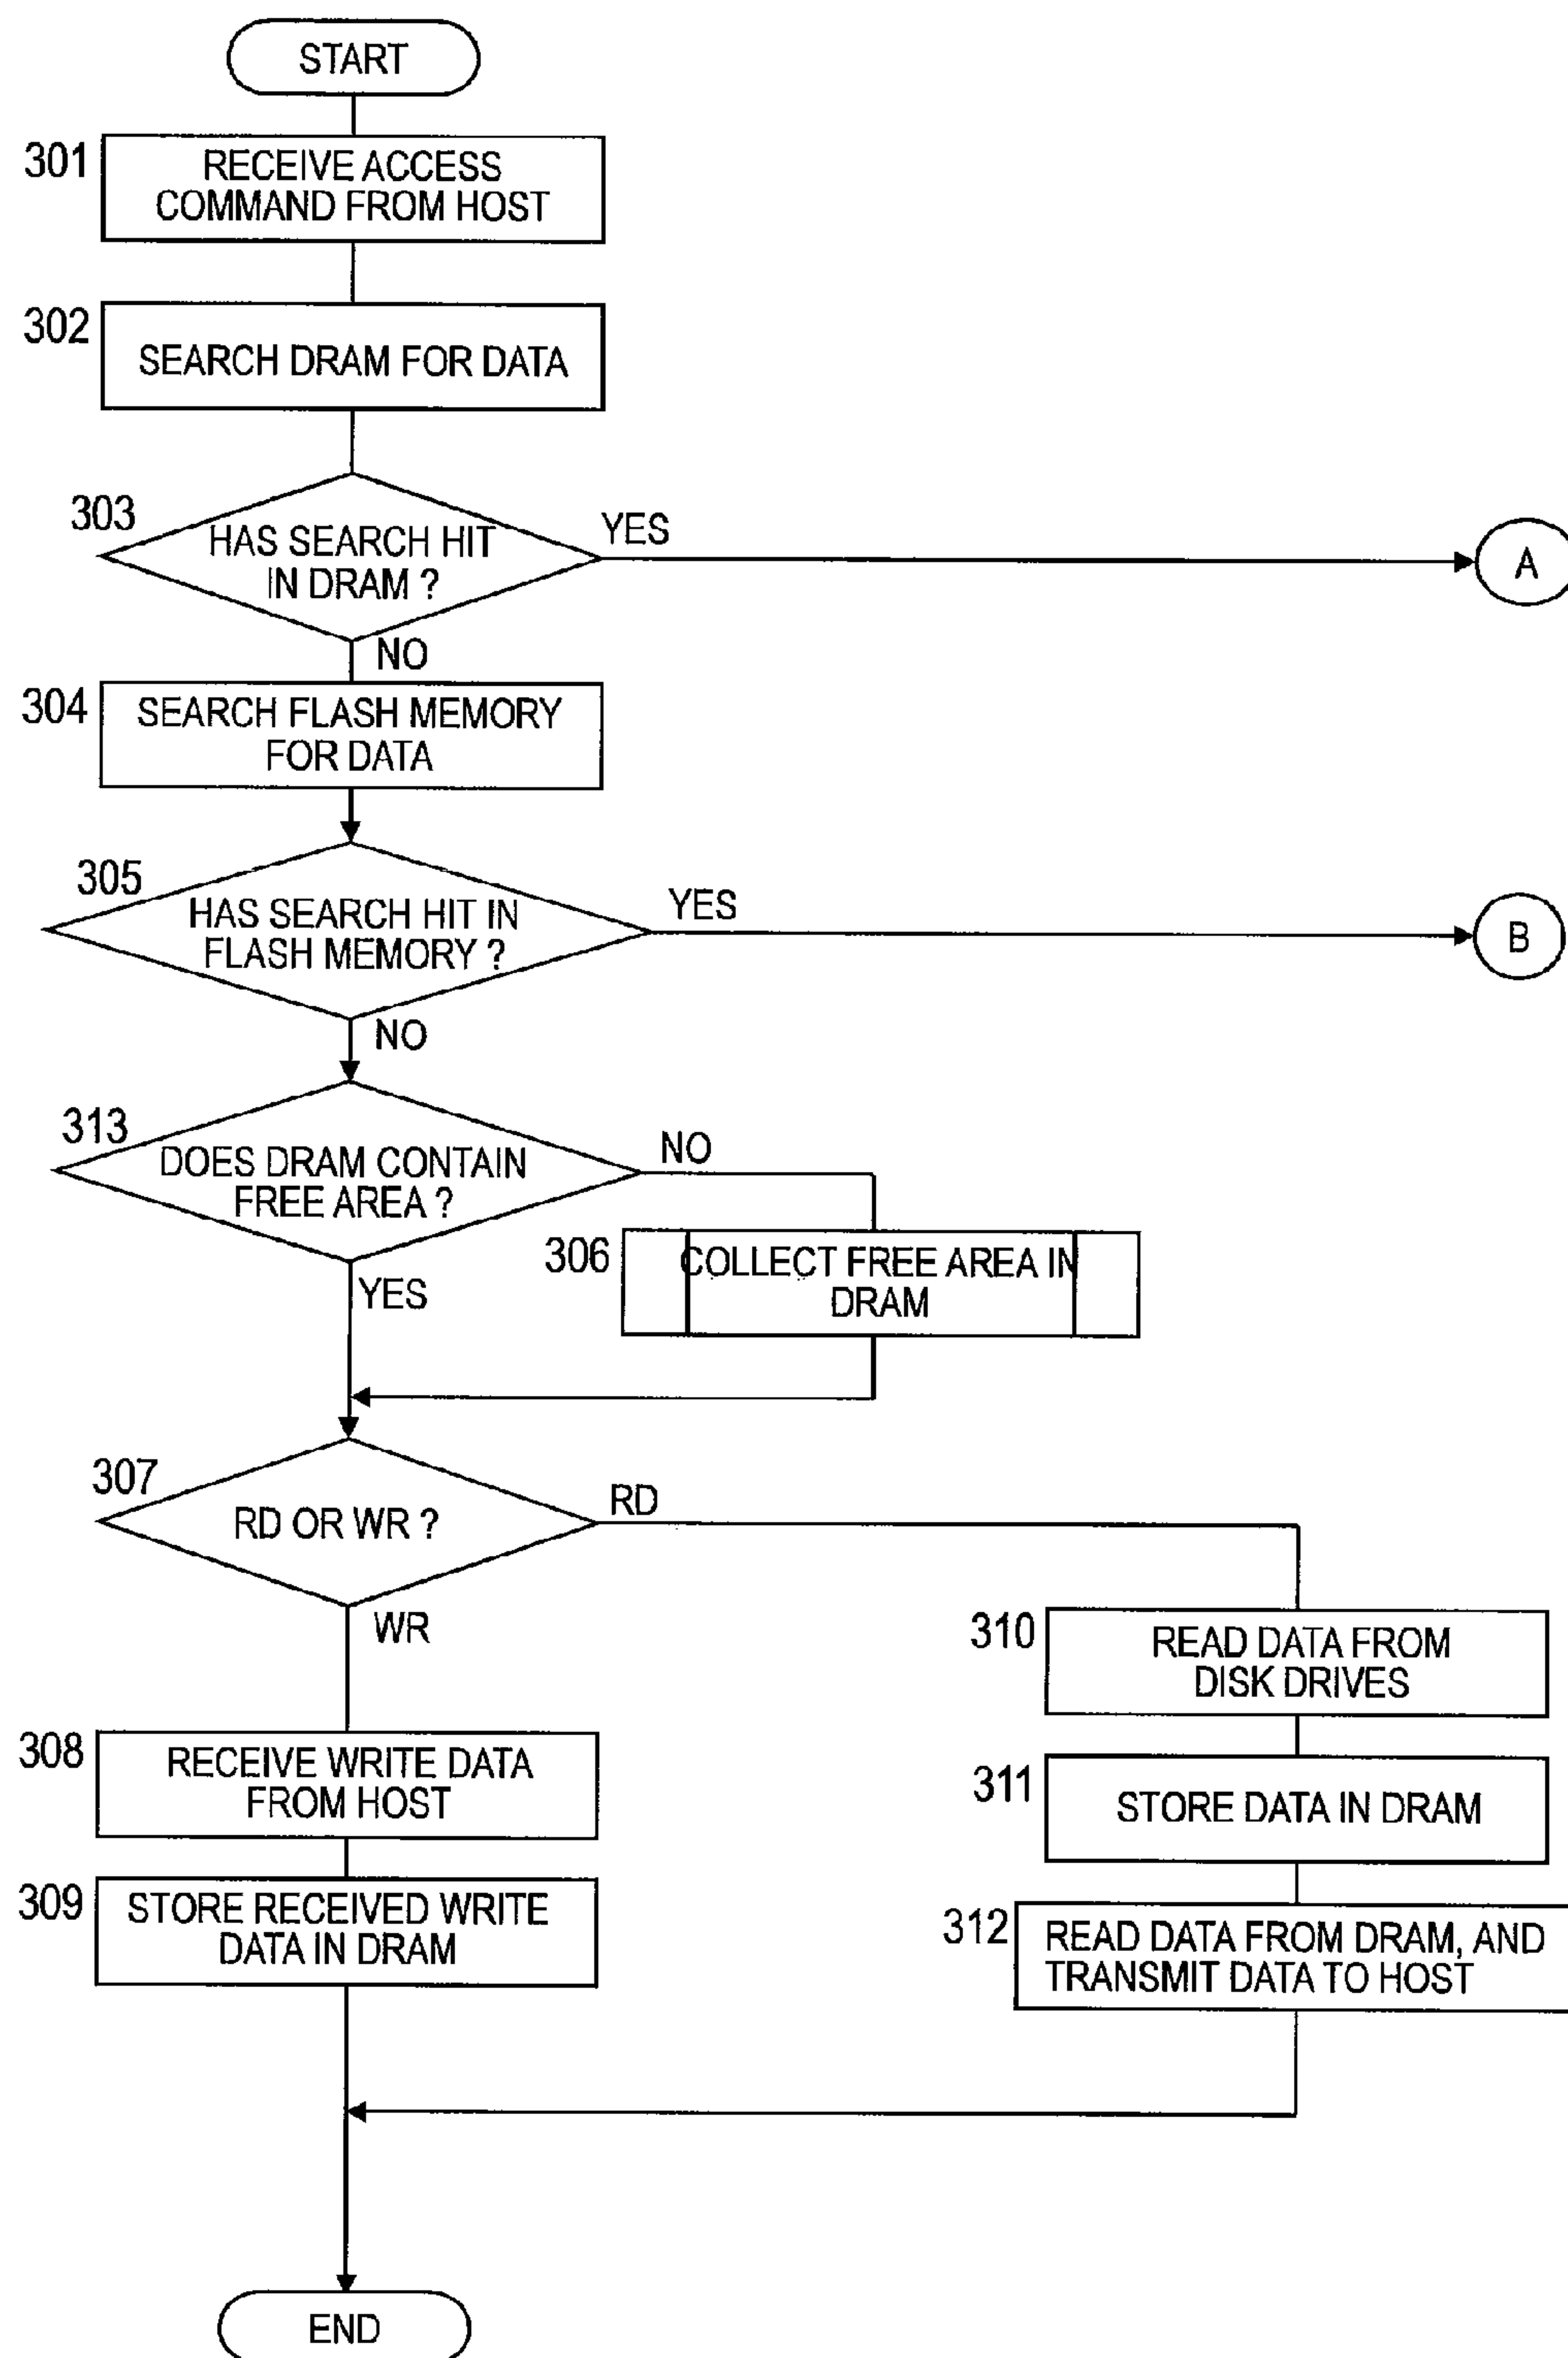 START
301
RECEIVE ACCESS
COMMAND FROM HOST
302
SEARCH DRAM FOR DATA
303
HAS SEARCH HIT
IN DRAM ?
YES
A
NO
304
SEARCH FLASH MEMORY
FOR DATA
305
HAS SEARCH HIT IN
FLASH MEMORY ?
YES
B
NO
313
DOES DRAM CONTAIN
FREE AREA ?
NO
306
COLLECT FREE AREA IN
DRAM
YES
307
RD OR WR ?
RD
WR
310
READ DATA FROM
DISK DRIVES
308
RECEIVE WRITE DATA
FROM HOST
311
STORE DATA IN DRAM
309
STORE RECEIVED WRITE
DATA IN DRAM
312
READ DATA FROM DRAM, AND
TRANSMIT DATA TO HOST
END